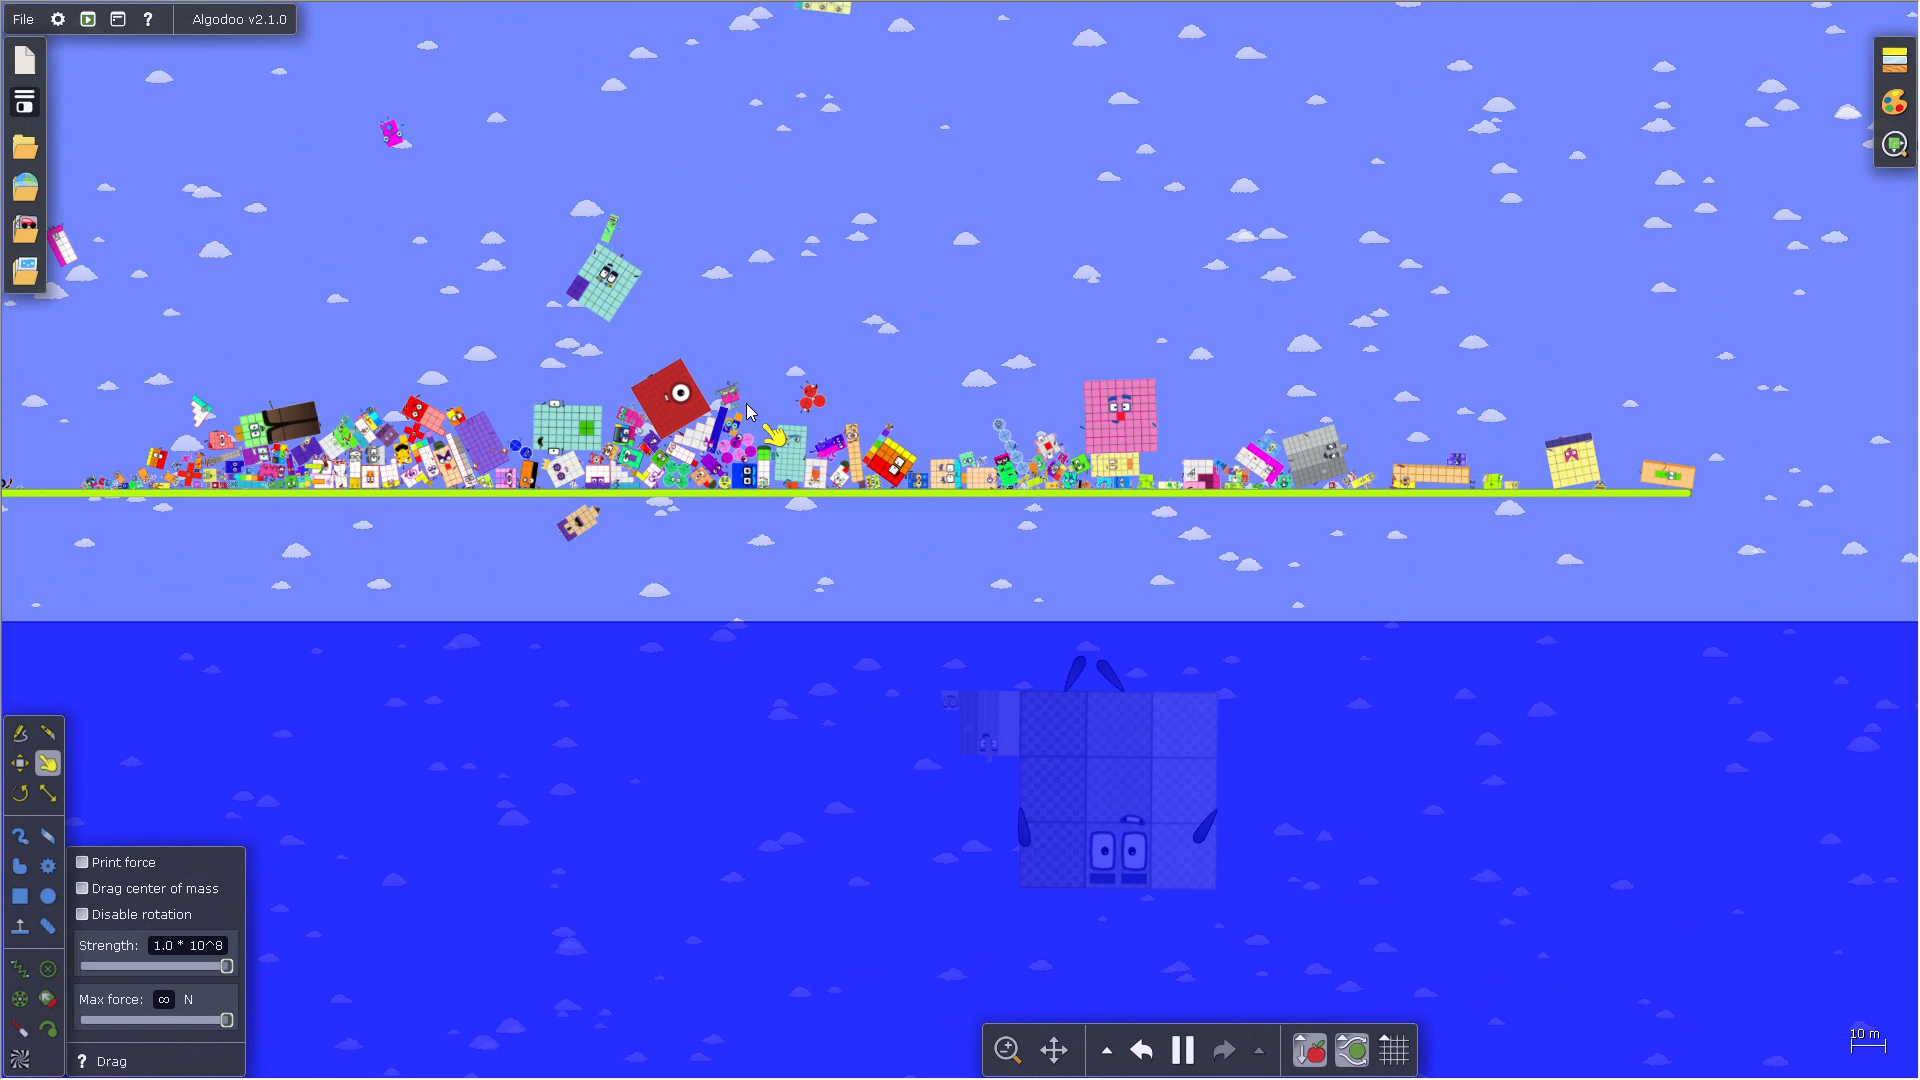 File ? Algodoo v2.1.0
Print force
Drag center of mass
Disable rotation
Strength: 1.0 * 10^8
Max force: ∞ N
? Drag
10 m